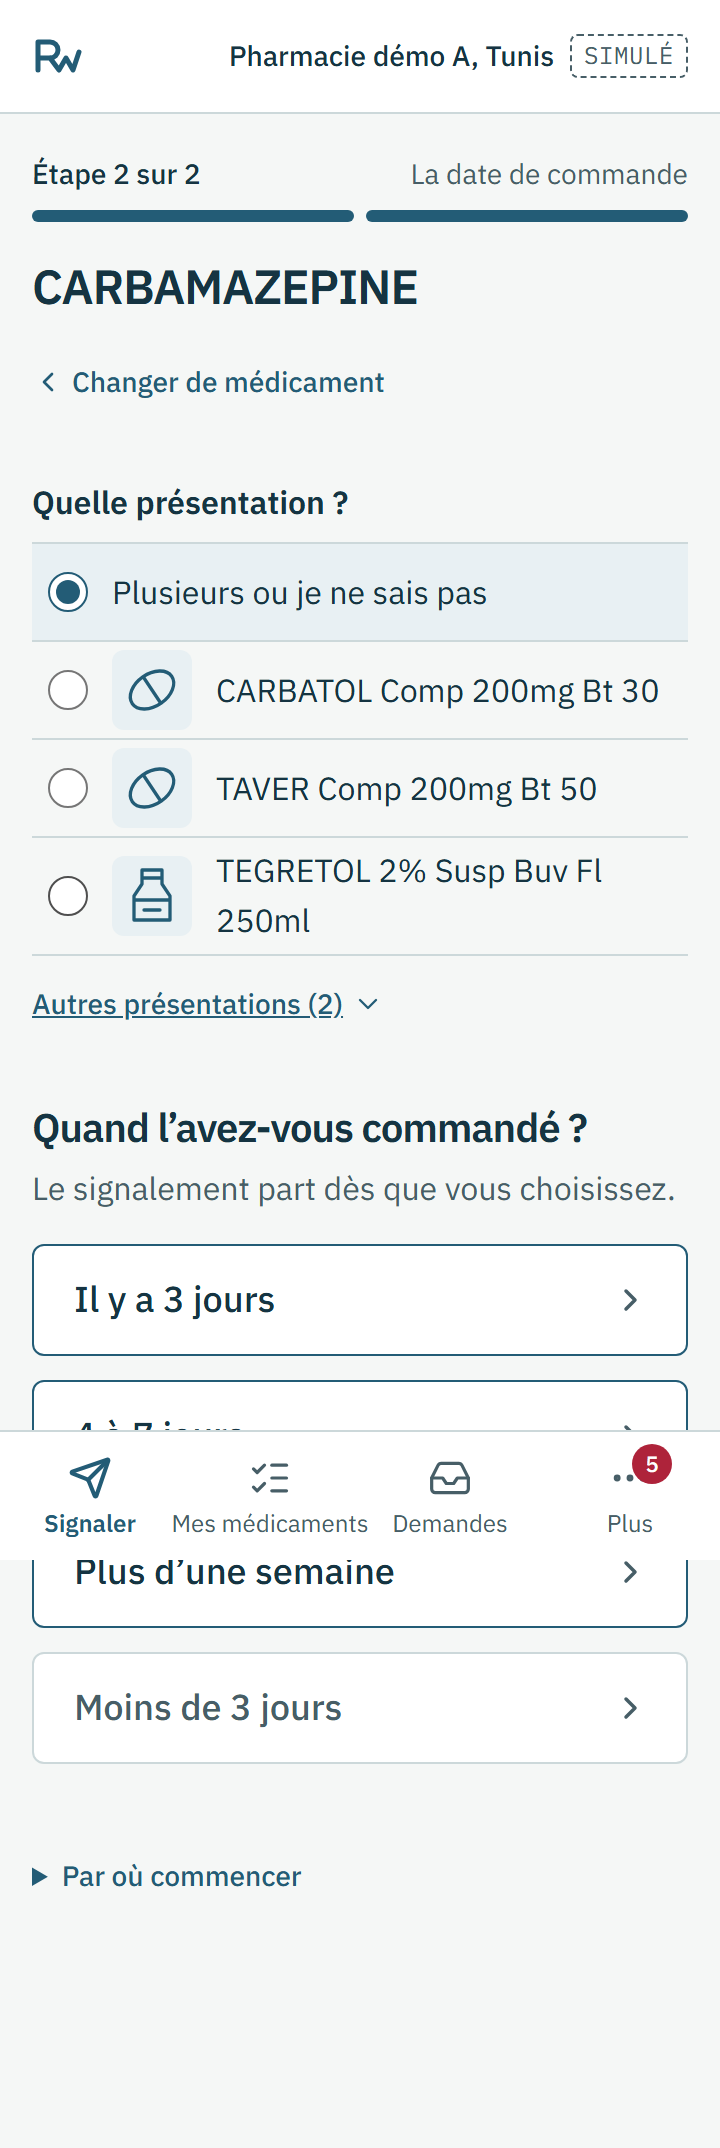 Rw
Pharmacie démo A, Tunis
SIMULÉ
Étape 2 sur 2
La date de commande
CARBAMAZEPINE
Changer de médicament
Quelle présentation ?
Plusieurs ou je ne sais pas
CARBATOL Comp 200mg Bt 30
TAVER Comp 200mg Bt 50
TEGRETOL 2% Susp Buv Fl
250ml
Autres présentations (2)
Quand l’avez-vous commandé ?
Le signalement part dès que vous choisissez.
Il y a 3 jours
4 à 7 jours
5
Signaler
Mes médicaments
Demandes
Plus
Plus d’une semaine
Moins de 3 jours
Par où commencer